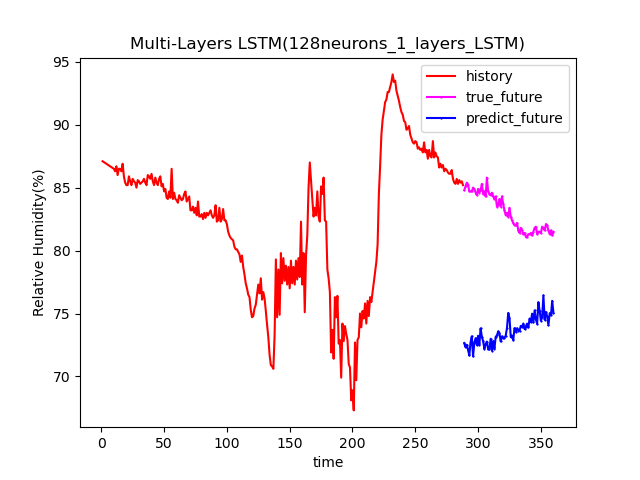 Multi-Layers LSTM(128neurons_1_layers_LSTM)
95
90
85
80
75
70
Relative Humidity(%)
history
true_future
predict_future
0
50
100
150
200
250
300
350
time